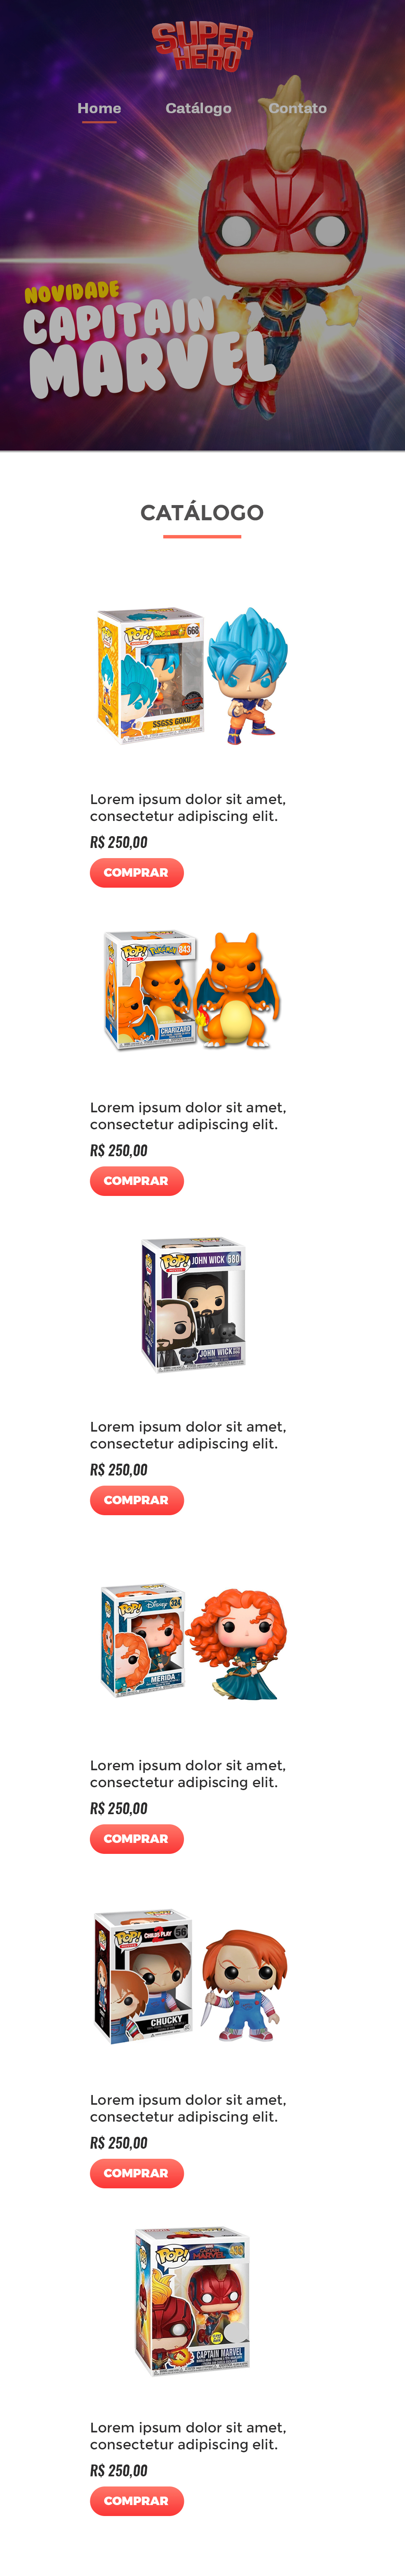 SUPER
HERO
Home Catálogo Contato
NOVIDADE
CAPITAIN
MARVEL
CATÁLOGO
POP!
668
SSGSS GOKU
Lorem ipsum dolor sit amet,
consectetur adipiscing elit.
R$ 250,00
COMPRAR
POP! POKÉMON 843
CHARIZARD
Lorem ipsum dolor sit amet,
consectetur adipiscing elit.
R$ 250,00
COMPRAR
POP! JOHN WICK 580
JOHN WICK
Lorem ipsum dolor sit amet,
consectetur adipiscing elit.
R$ 250,00
COMPRAR
POP! Disney 324
MERIDA
Lorem ipsum dolor sit amet,
consectetur adipiscing elit.
R$ 250,00
COMPRAR
POP! CHILD'S PLAY 2 56
CHUCKY
Lorem ipsum dolor sit amet,
consectetur adipiscing elit.
R$ 250,00
COMPRAR
POP!
MARVEL
CAPTAIN MARVEL
Lorem ipsum dolor sit amet,
consectetur adipiscing elit.
R$ 250,00
COMPRAR